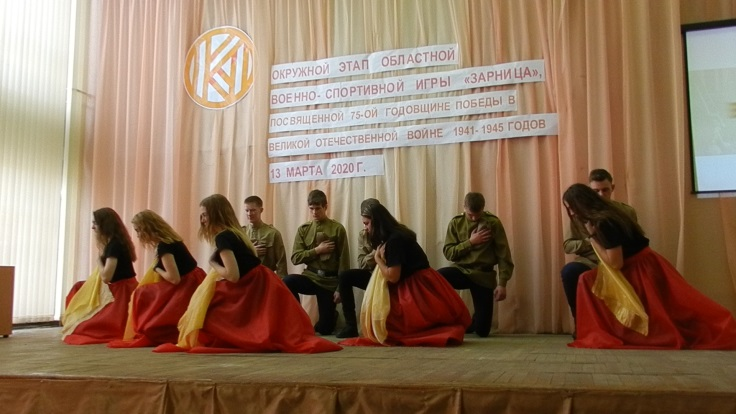 ОКРУЖНОЙ ЭТАП ОБЛАСТНОЙ
ВОЕННО- СПОРТИВНОЙ ИГРЫ «ЗАРНИЦА»,
ПОСВЯЩЕННОЙ 75-ОЙ ГОДОВЩИНЕ ПОБЕДЫ В
ВЕЛИКОЙ ОТЕЧЕСТВЕННОЙ ВОЙНЕ 1941- 1945 ГОДОВ
13 МАРТА 2020 Г.